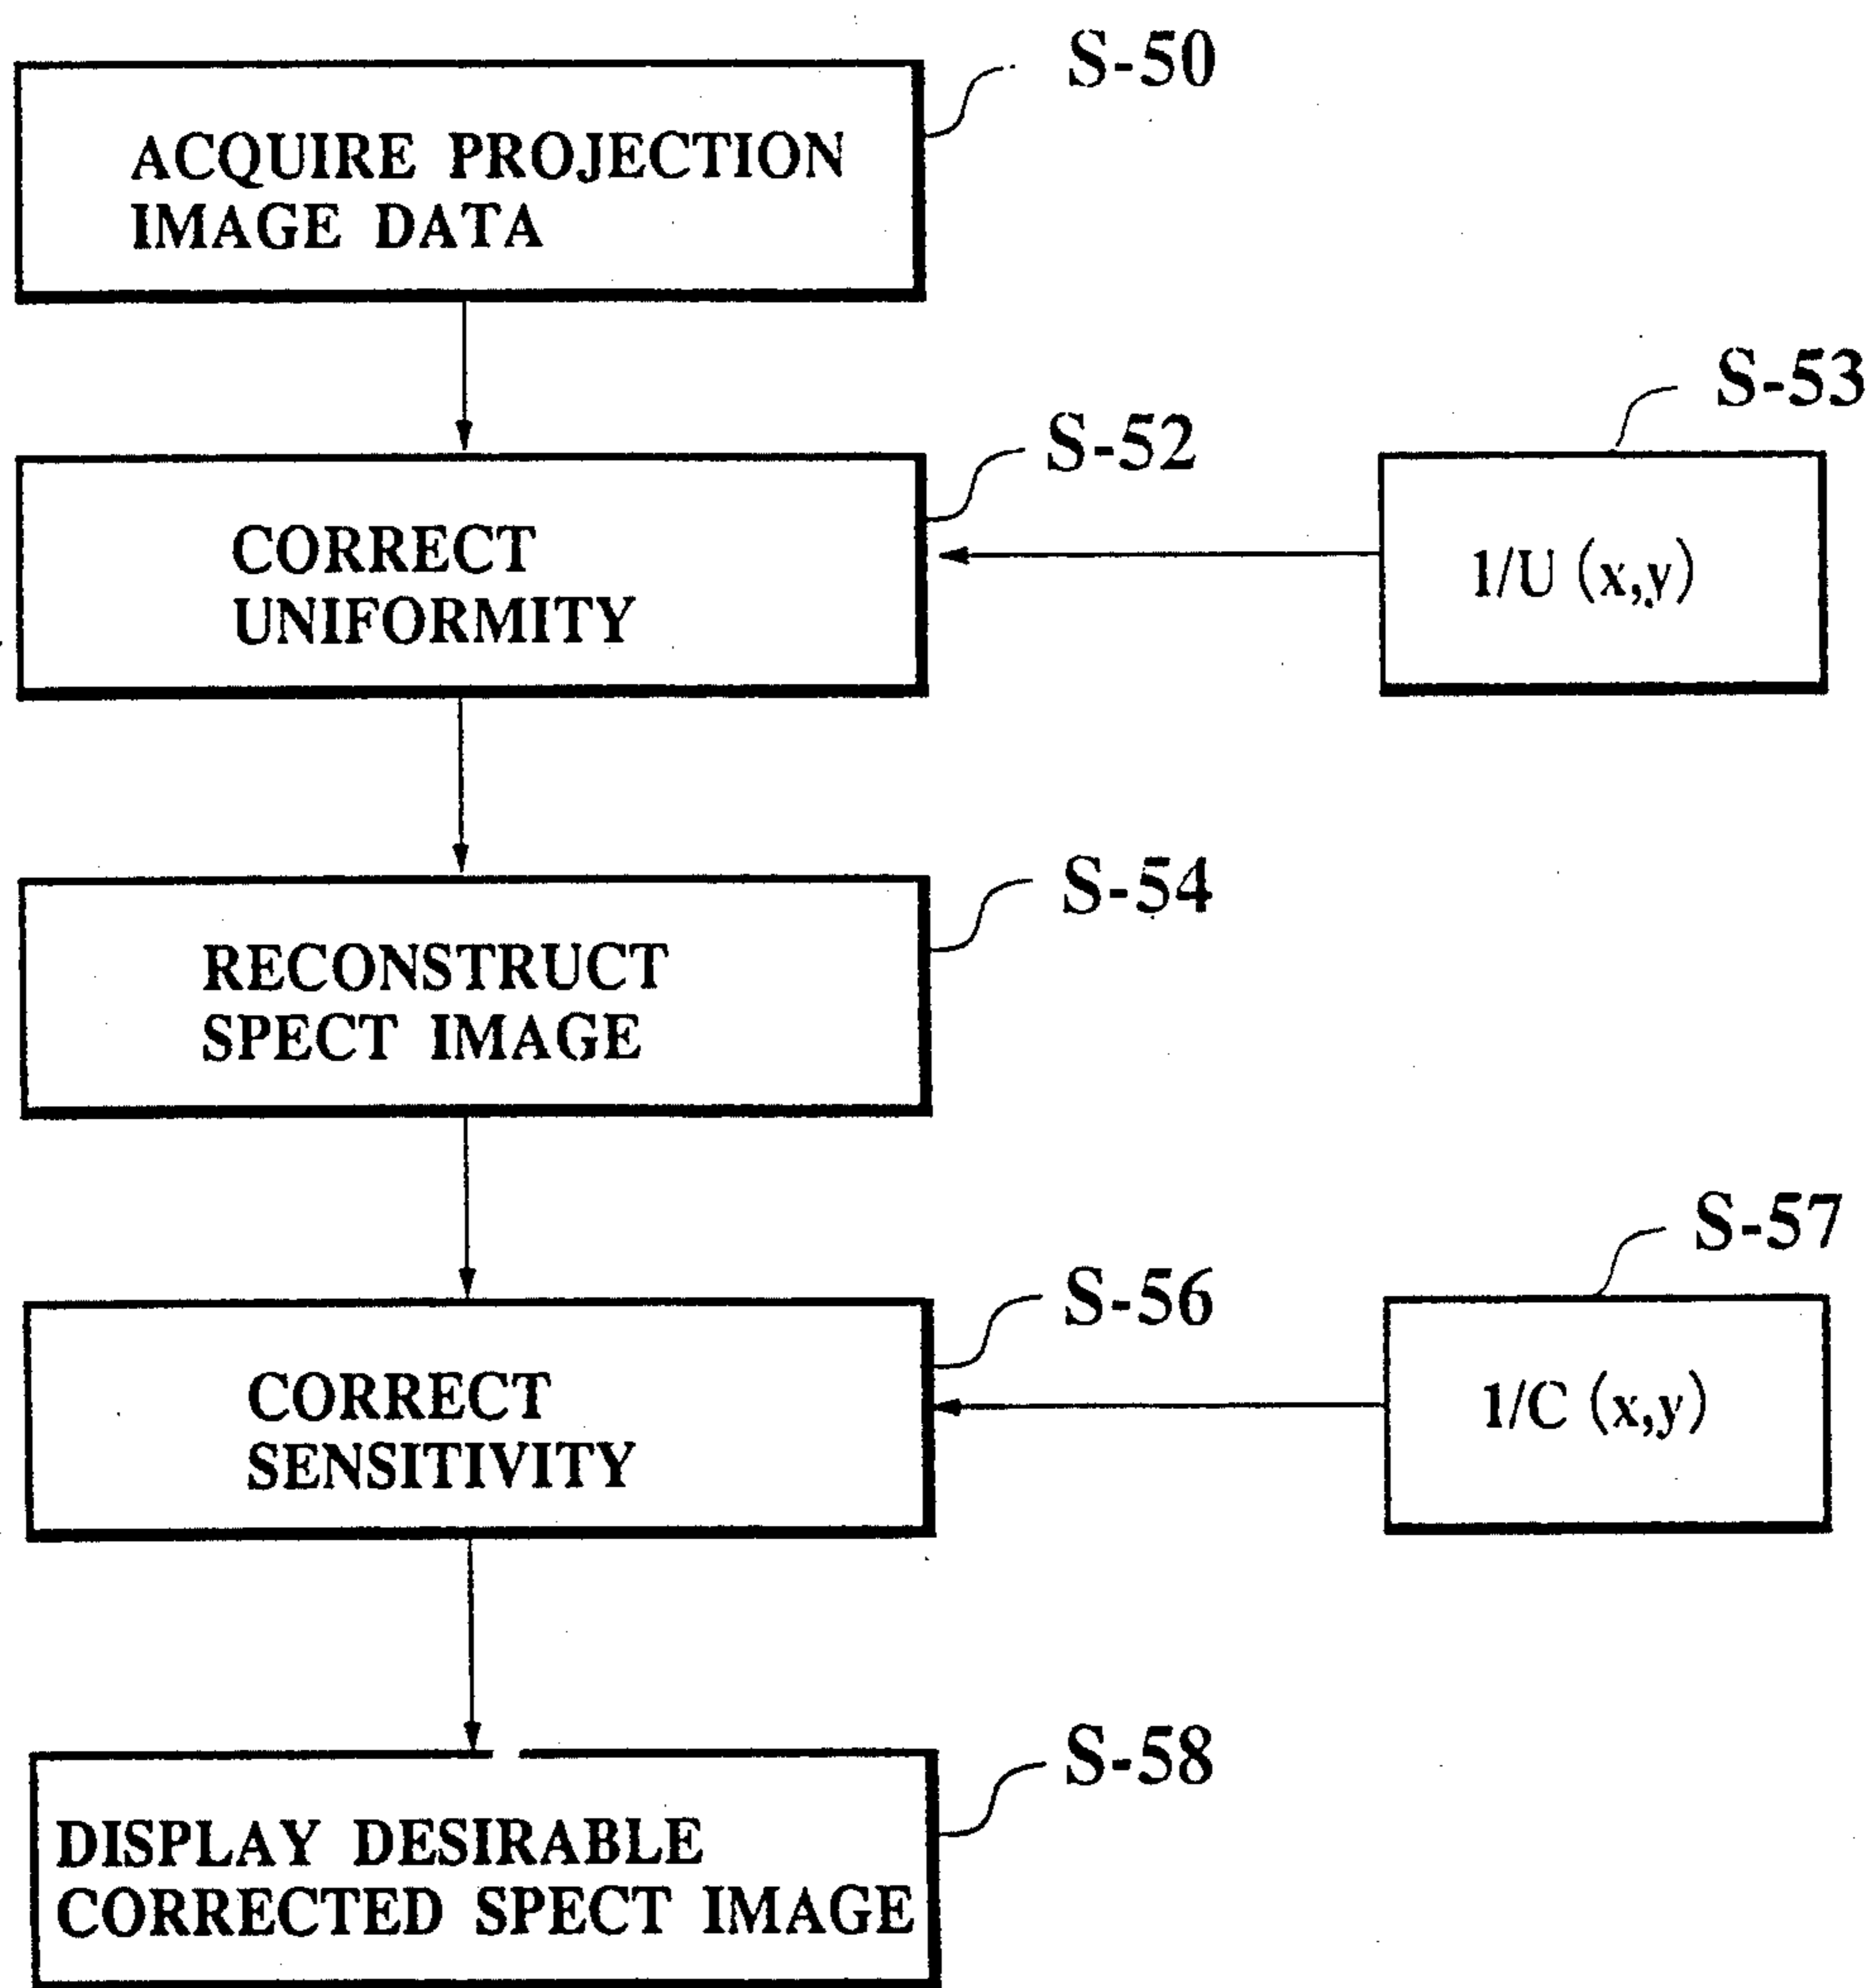 S-50
ACQUIRE PROJECTION
IMAGE DATA
S-53
S-52
CORRECT
UNIFORMITY
1/U (x,y)
S-54
RECONSTRUCT
SPECT IMAGE
S-57
S-56
CORRECT
SENSITIVITY
1/C (x,y)
S-58
DISPLAY DESIRABLE
CORRECTED SPECT IMAGE